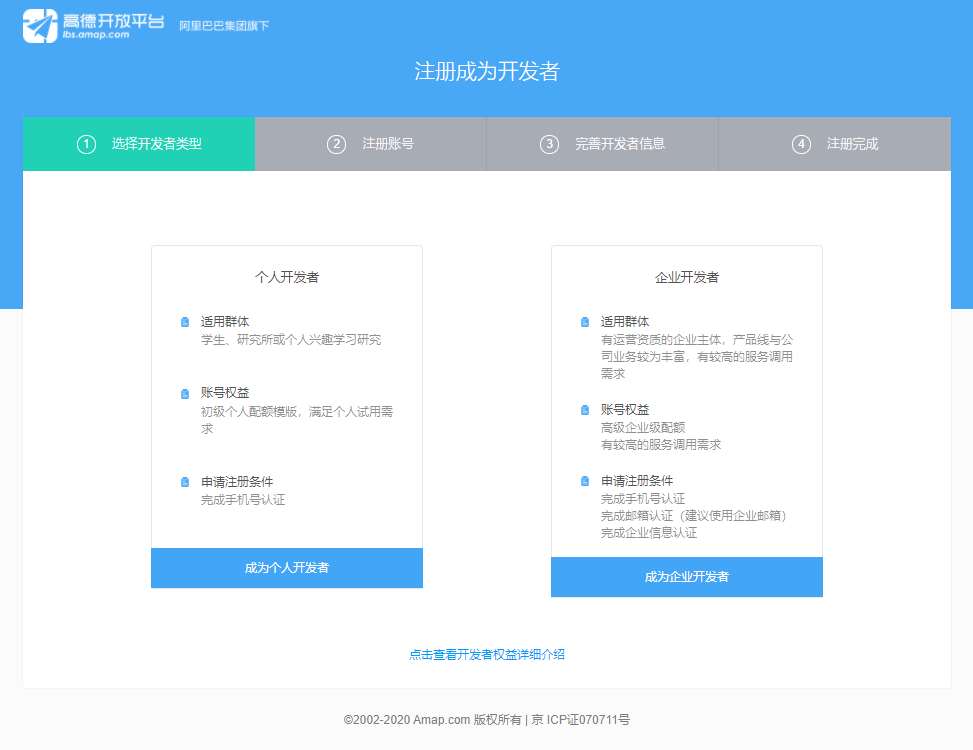 高德开放平台 阿里巴巴集团旗下
lbs.amap.com
注册成为开发者
1 选择开发者类型
2 注册账号
3 完善开发者信息
4 注册完成
个人开发者
适用群体
学生、研究所或个人兴趣学习研究
账号权益
初级个人配额模版，满足个人试用需
求
申请注册条件
完成手机号认证
成为个人开发者
企业开发者
适用群体
有运营资质的企业主体，产品线与公
司业务较为丰富，有较高的服务调用
需求
账号权益
高级企业级配额
有较高的服务调用需求
申请注册条件
完成手机号认证
完成邮箱认证（建议使用企业邮箱）
完成企业信息认证
成为企业开发者
点击查看开发者权益详细介绍
©2002-2020 Amap.com 版权所有 | 京 ICP证070711号